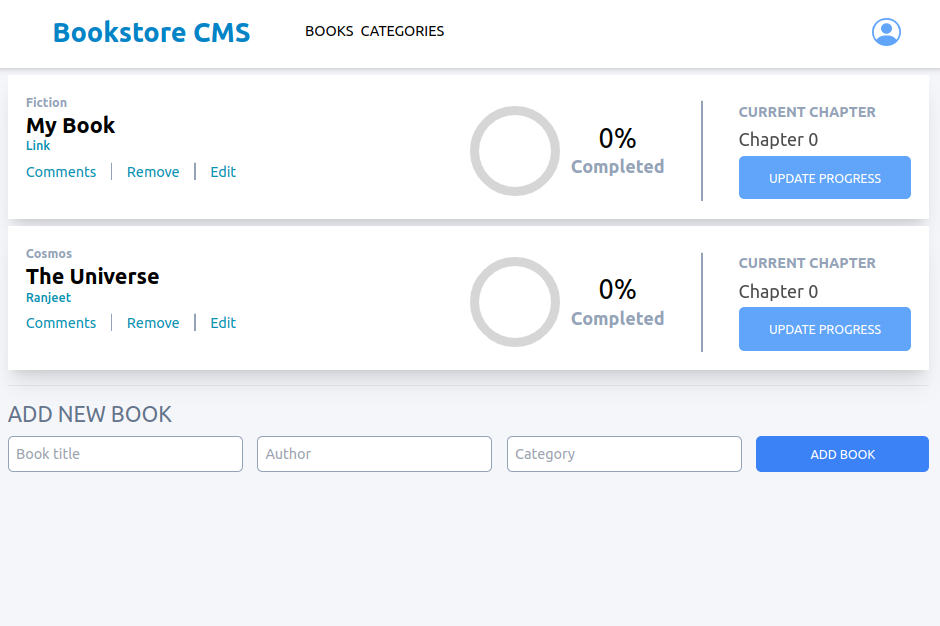 Bookstore CMS BOOKS CATEGORIES
Fiction
My Book
Link
Comments Remove Edit
0%
Completed
CURRENT CHAPTER
Chapter 0
UPDATE PROGRESS
Cosmos
The Universe
Ranjeet
Comments Remove Edit
0%
Completed
CURRENT CHAPTER
Chapter 0
UPDATE PROGRESS
ADD NEW BOOK
Book title Author Category ADD BOOK